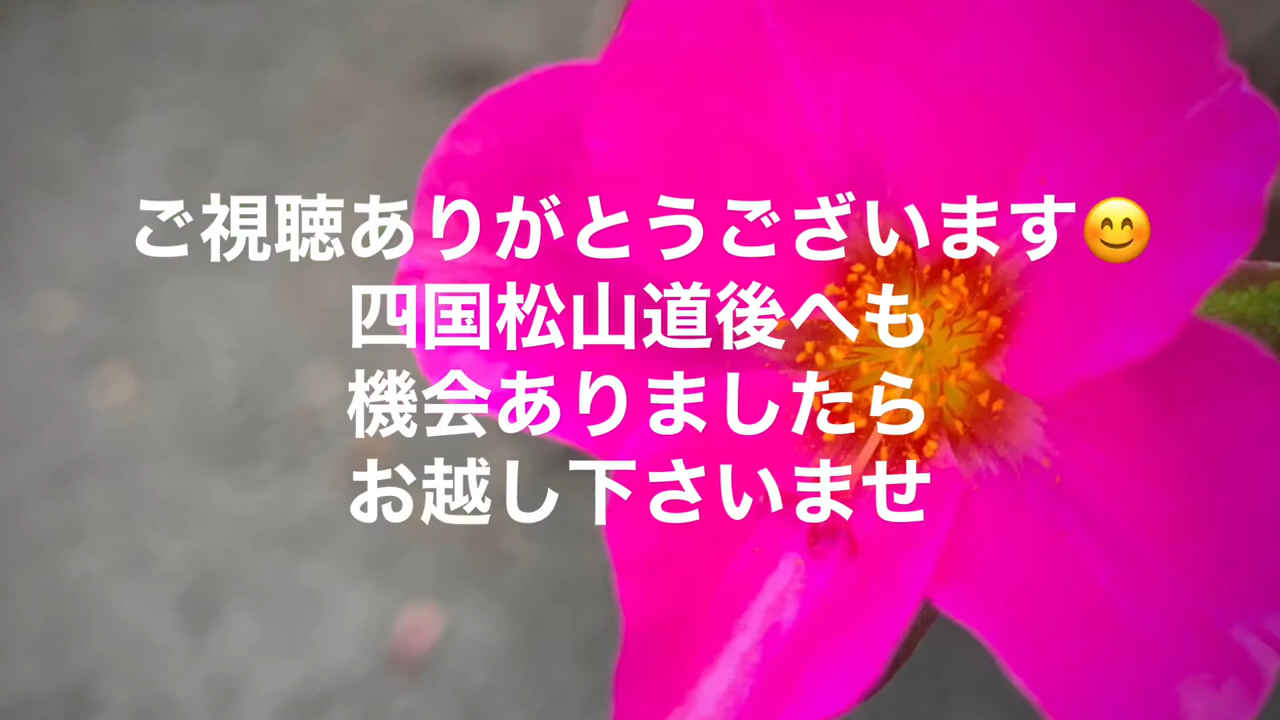 ご視聴ありがとうございます😊
四国松山道後へも
機会ありましたら
お越し下さいませ